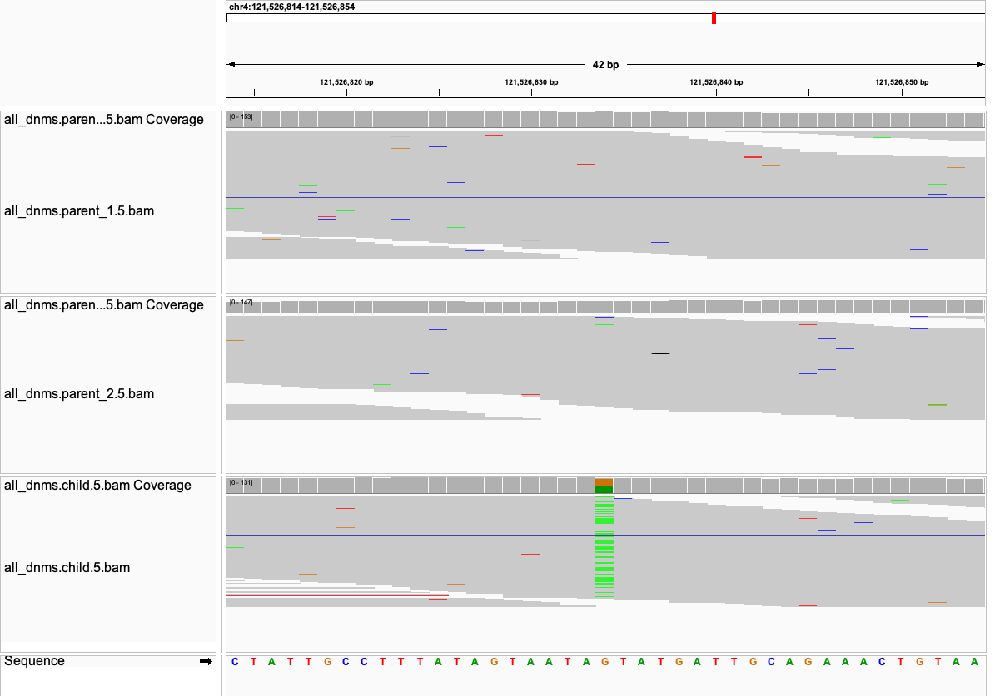 chr4:121,526,814-121,526,854
42 bp
121,526,820 bp 121,526,830 bp 121,526,840 bp 121,526,850 bp
all_dnms.paren...5.bam Coverage
[0 - 153]
all_dnms.parent_1.5.bam
all_dnms.paren...5.bam Coverage
[0 - 147]
all_dnms.parent_2.5.bam
all_dnms.child.5.bam Coverage
[0 - 131]
all_dnms.child.5.bam
Sequence C T A T T G C C T T T A T A G T A A T A G T A T G A T T G C A G A A A C T G T A A